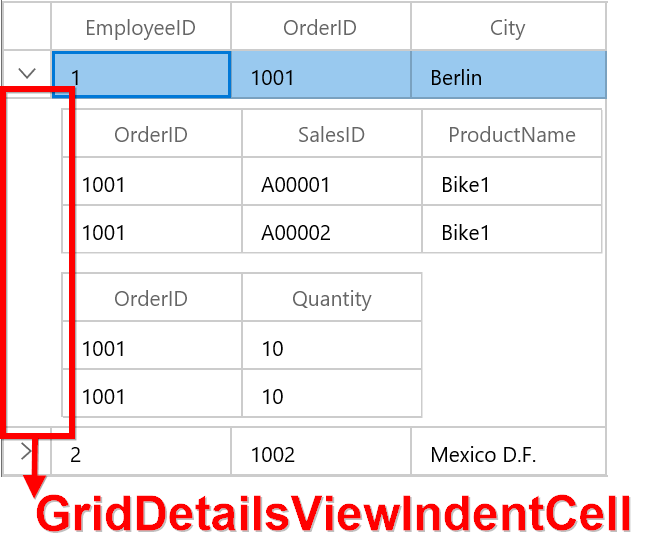 EmployeeID OrderID City
1 1001 Berlin
OrderID SalesID ProductName
1001 A00001 Bike1
1001 A00002 Bike1
OrderID Quantity
1001 10
1001 10
2 1002 Mexico D.F.
GridDetailsViewIndentCell